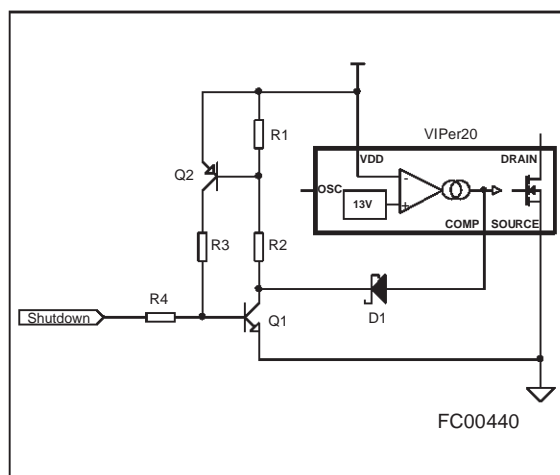 VIPer20
R1
VDD
DRAIN
Q2
-
OSC
13V
+
COMP
SOURCE
R3
R2
R4
Shutdown
Q1
D1
FC00440